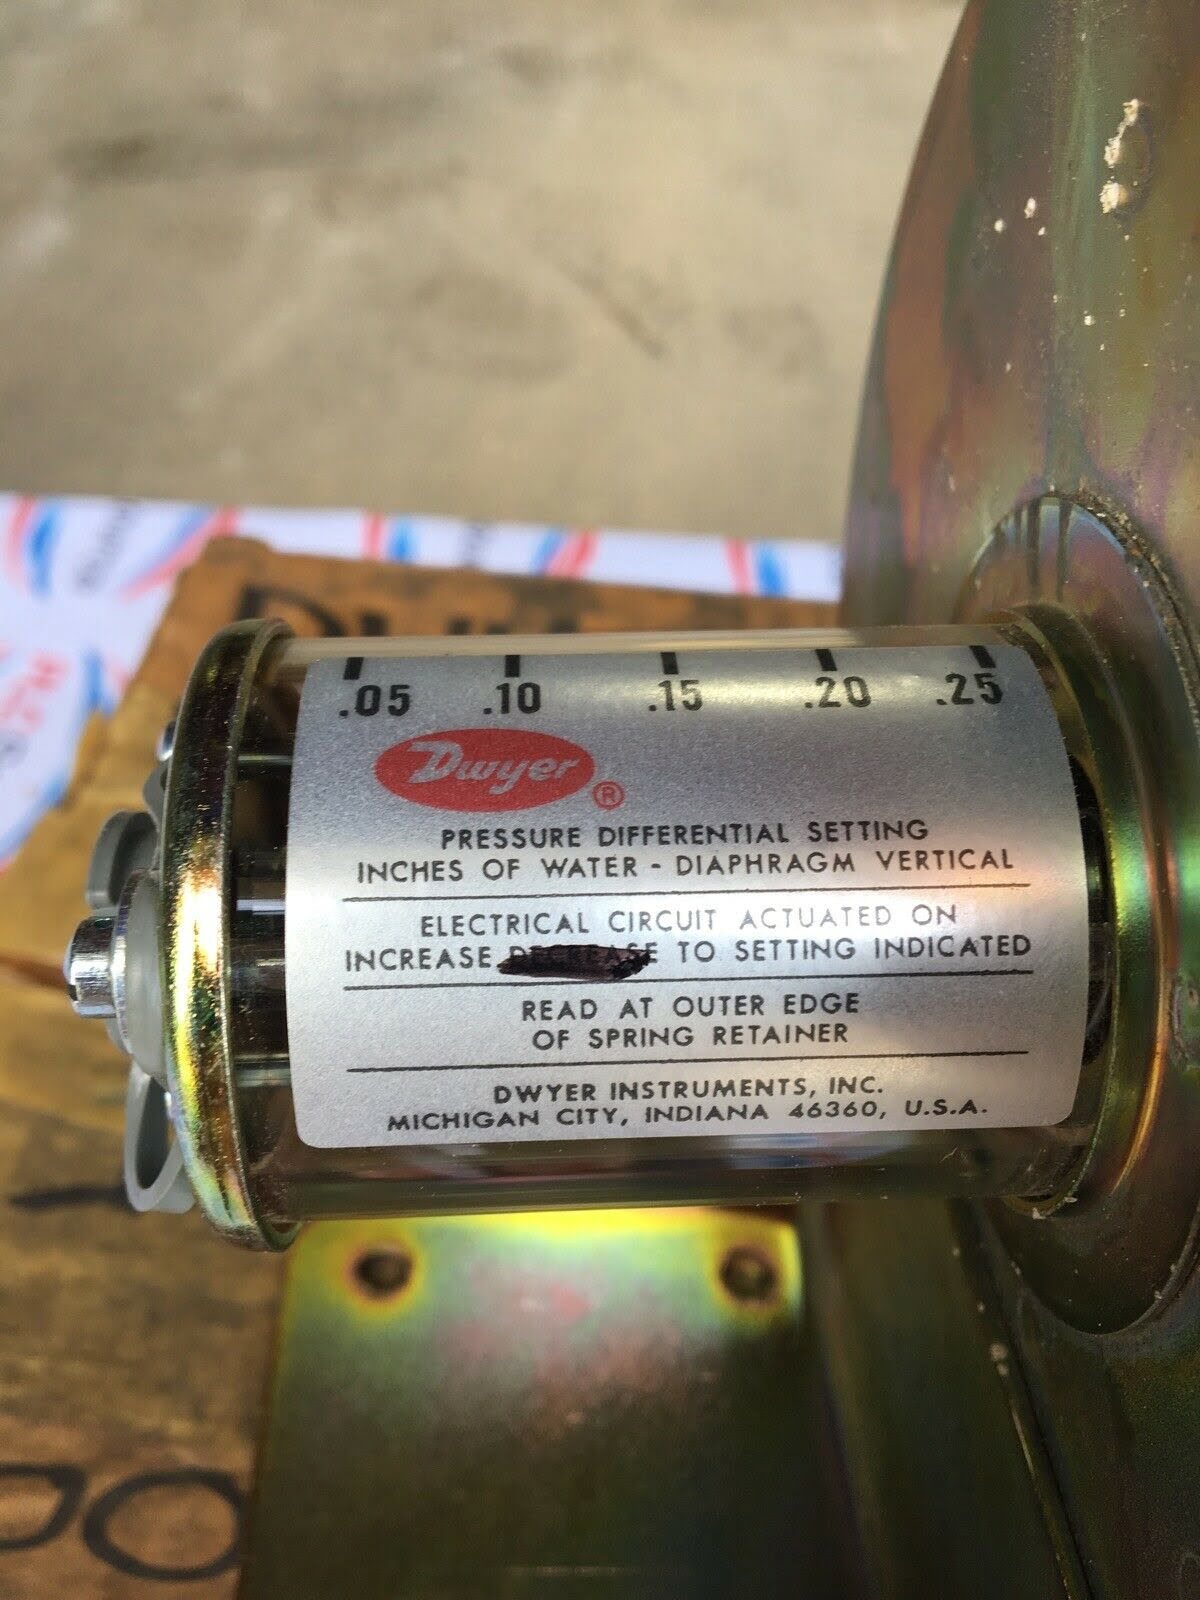 .05 .10 .15 .20 .25
Dwyer ®
PRESSURE DIFFERENTIAL SETTING
INCHES OF WATER - DIAPHRAGM VERTICAL
ELECTRICAL CIRCUIT ACTUATED ON
INCREASE DECREASE TO SETTING INDICATED
READ AT OUTER EDGE
OF SPRING RETAINER
DWYER INSTRUMENTS, INC.
MICHIGAN CITY, INDIANA 46360, U.S.A.